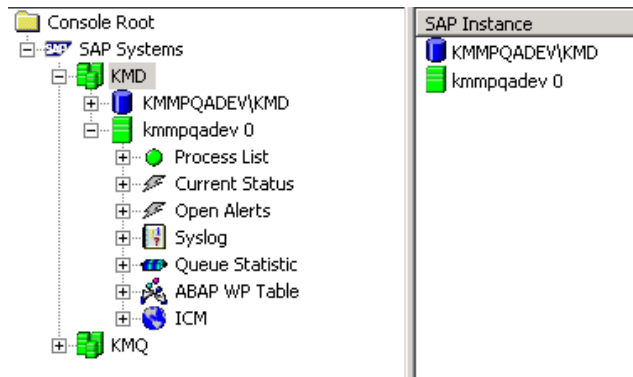 Console Root
SAP Systems
KMD
KMMPQADEV\KMD
kmmpqadev 0
Process List
Current Status
Open Alerts
Syslog
Queue Statistic
ABAP WP Table
ICM
KMQ
SAP Instance
KMMPQADEV\KMD
kmmpqadev 0